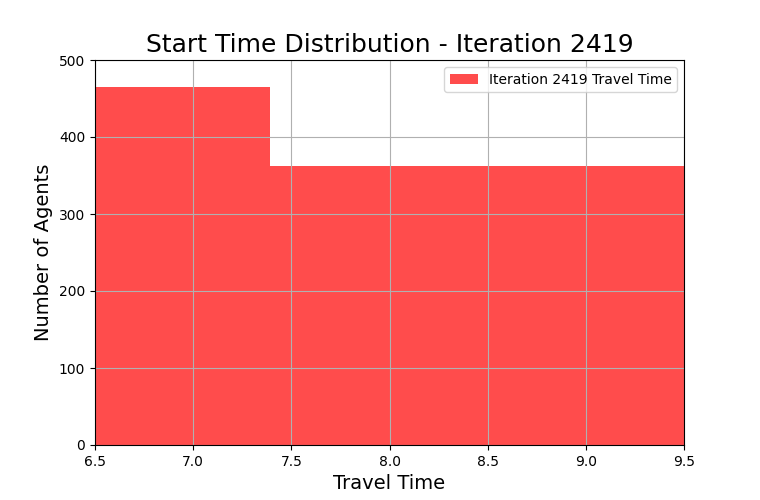 Start Time Distribution - Iteration 2419
Iteration 2419 Travel Time
Number of Agents
500
400
300
200
100
0
6.5 7.0 7.5 8.0 8.5 9.0 9.5
Travel Time